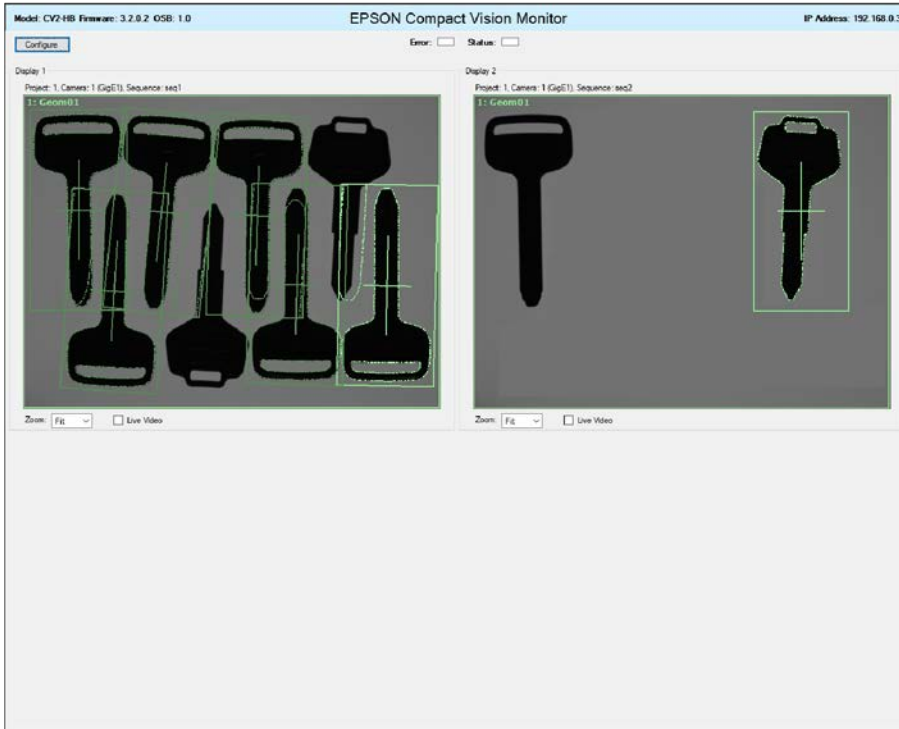 Model: CV2-HB Firmware: 3.2.0.2 OSB: 1.0
EPSON Compact Vision Monitor
IP Address: 192.168.0.3
Configure
Error:
Status:
Display 1
Project: 1, Camera: 1 (GigE1), Sequence: seq1
1: Geom01
Zoom: Fit
Live Video
Display 2
Project: 1, Camera: 1 (GigE1), Sequence: seq2
1: Geom01
Zoom: Fit
Live Video